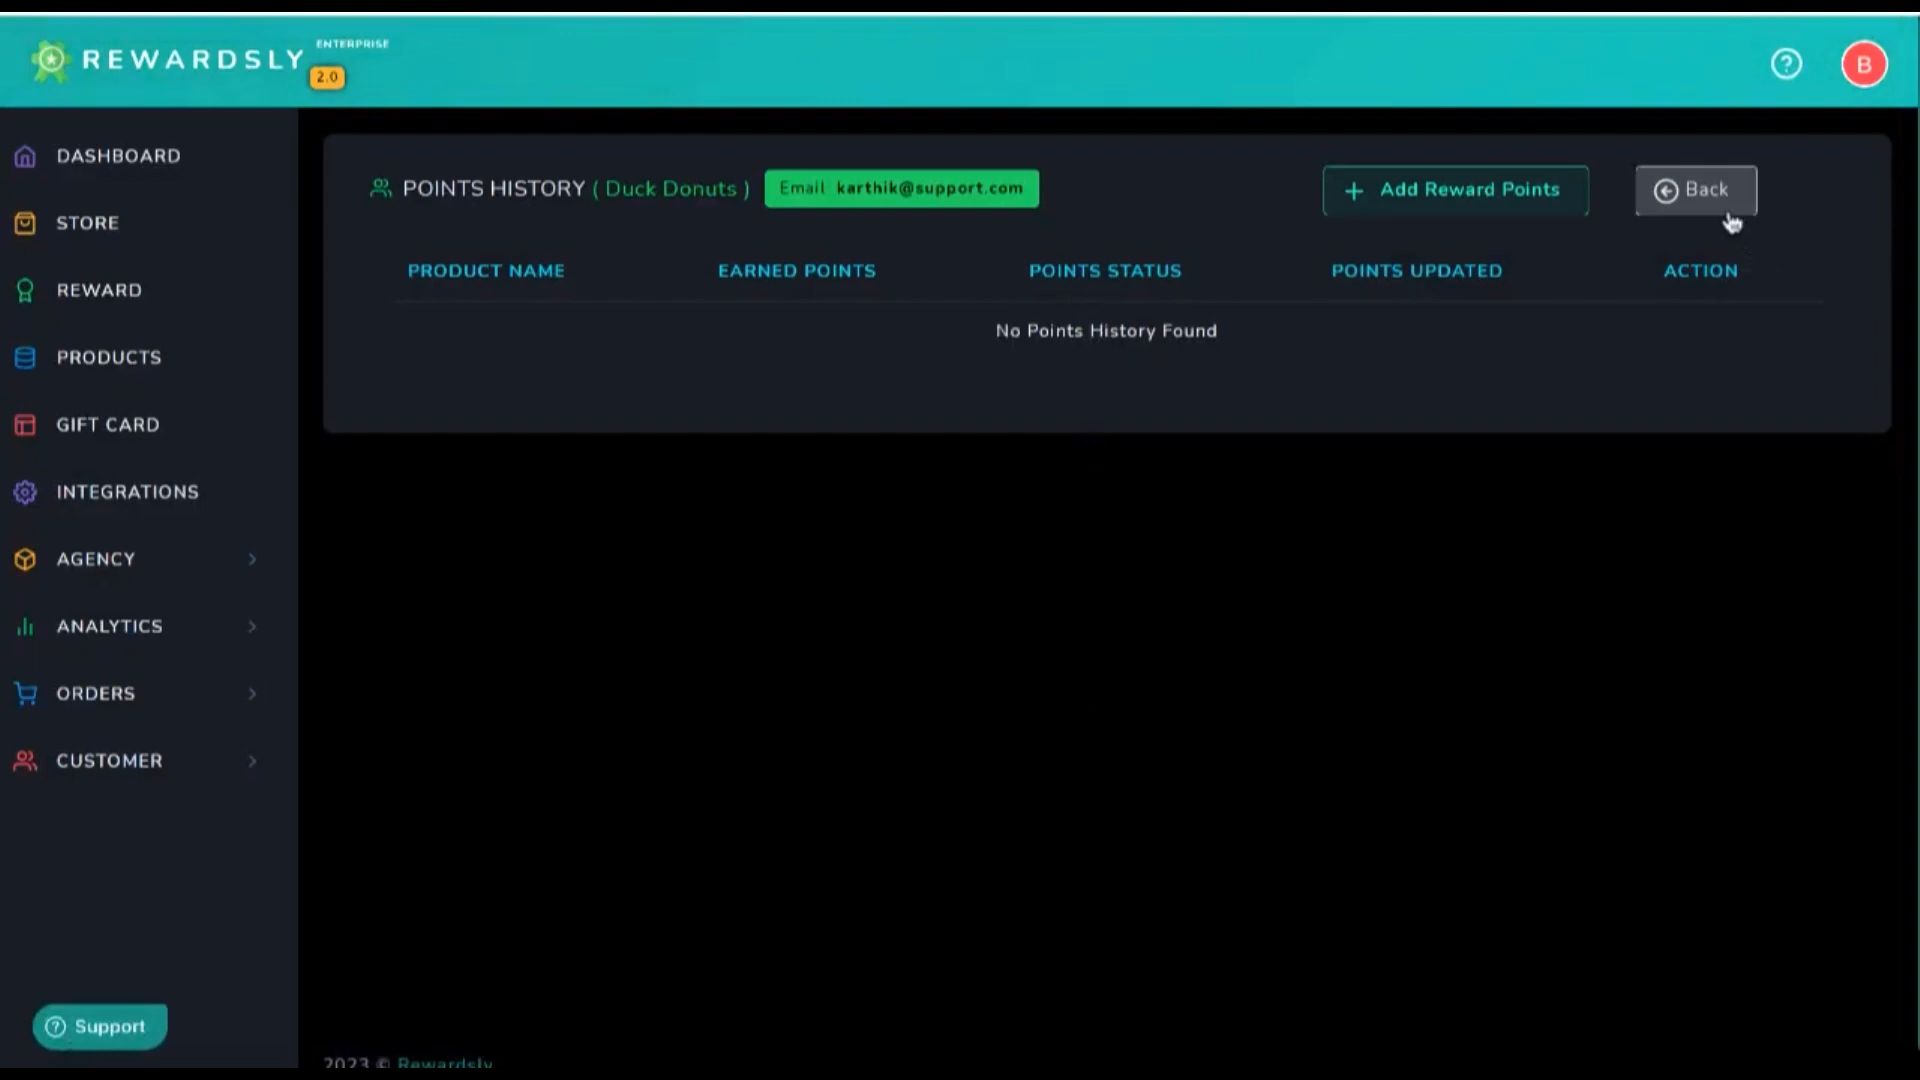 REWARDSLY ENTERPRISE
2.0
B
DASHBOARD
STORE
REWARD
PRODUCTS
GIFT CARD
INTEGRATIONS
AGENCY
ANALYTICS
ORDERS
CUSTOMER
Support
POINTS HISTORY ( Duck Donuts ) Email karthik@support.com
+ Add Reward Points
Back
PRODUCT NAME EARNED POINTS POINTS STATUS POINTS UPDATED ACTION
No Points History Found
2023 © Rewardsly